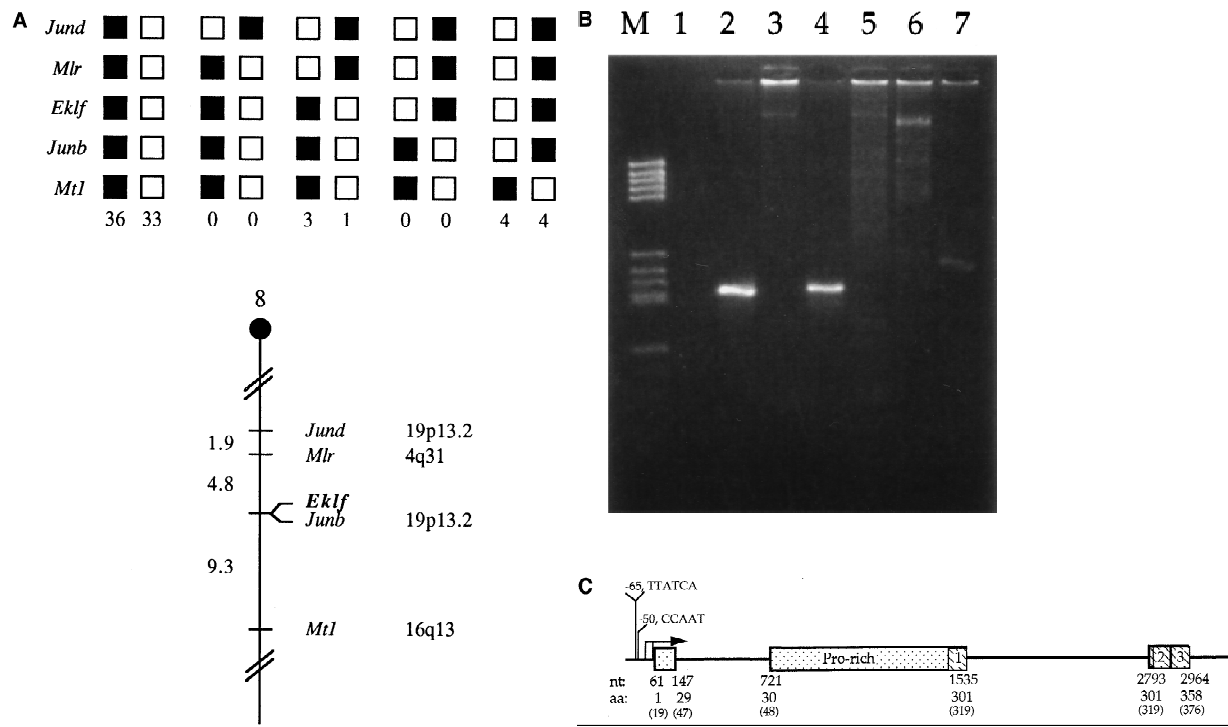 A
Jund
Mlr
Eklf
Junb
Mt1
36 33 0 0 3 1 0 0 4 4
8
1.9
4.8
9.3
Jund 19p13.2
Mlr 4q31
Eklf
Junb 19p13.2
Mt1 16q13
B M 1 2 3 4 5 6 7
C
-65, TTATCA
-50, CCAAT
Pro-rich 1 2 3
nt: 61 147 721 1535 2793 2964
aa: 1 29 30 301 301 358
(19) (47) (48) (319) (319) (376)